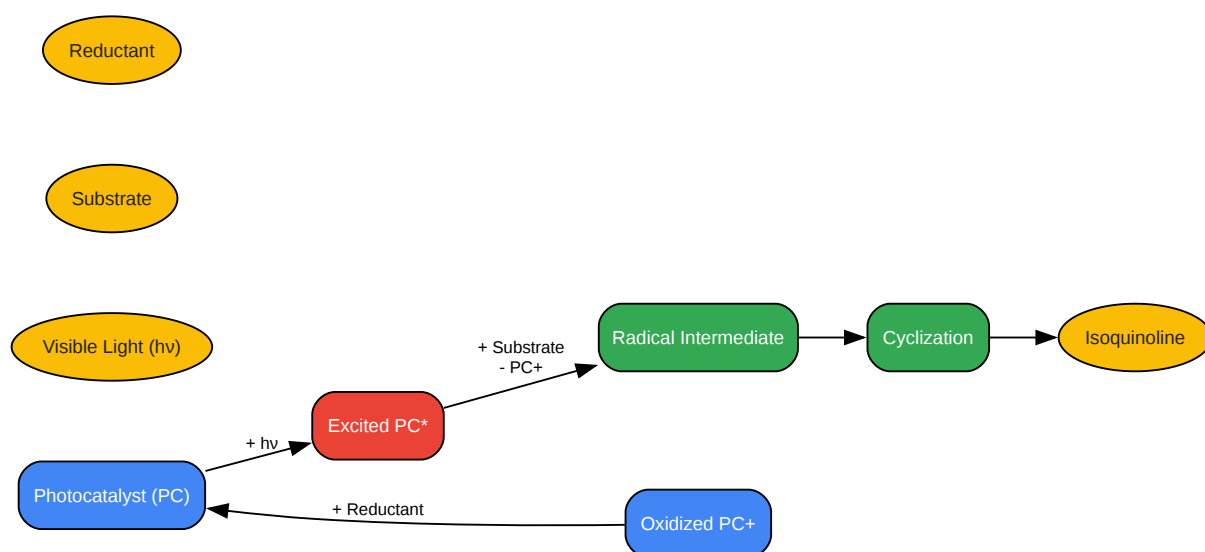 Reductant
Substrate
Visible Light (hν)
+ Substrate
- PC+
Radical Intermediate
Cyclization
Isoquinoline
Excited PC*
+ hν
Photocatalyst (PC)
+ Reductant
Oxidized PC+